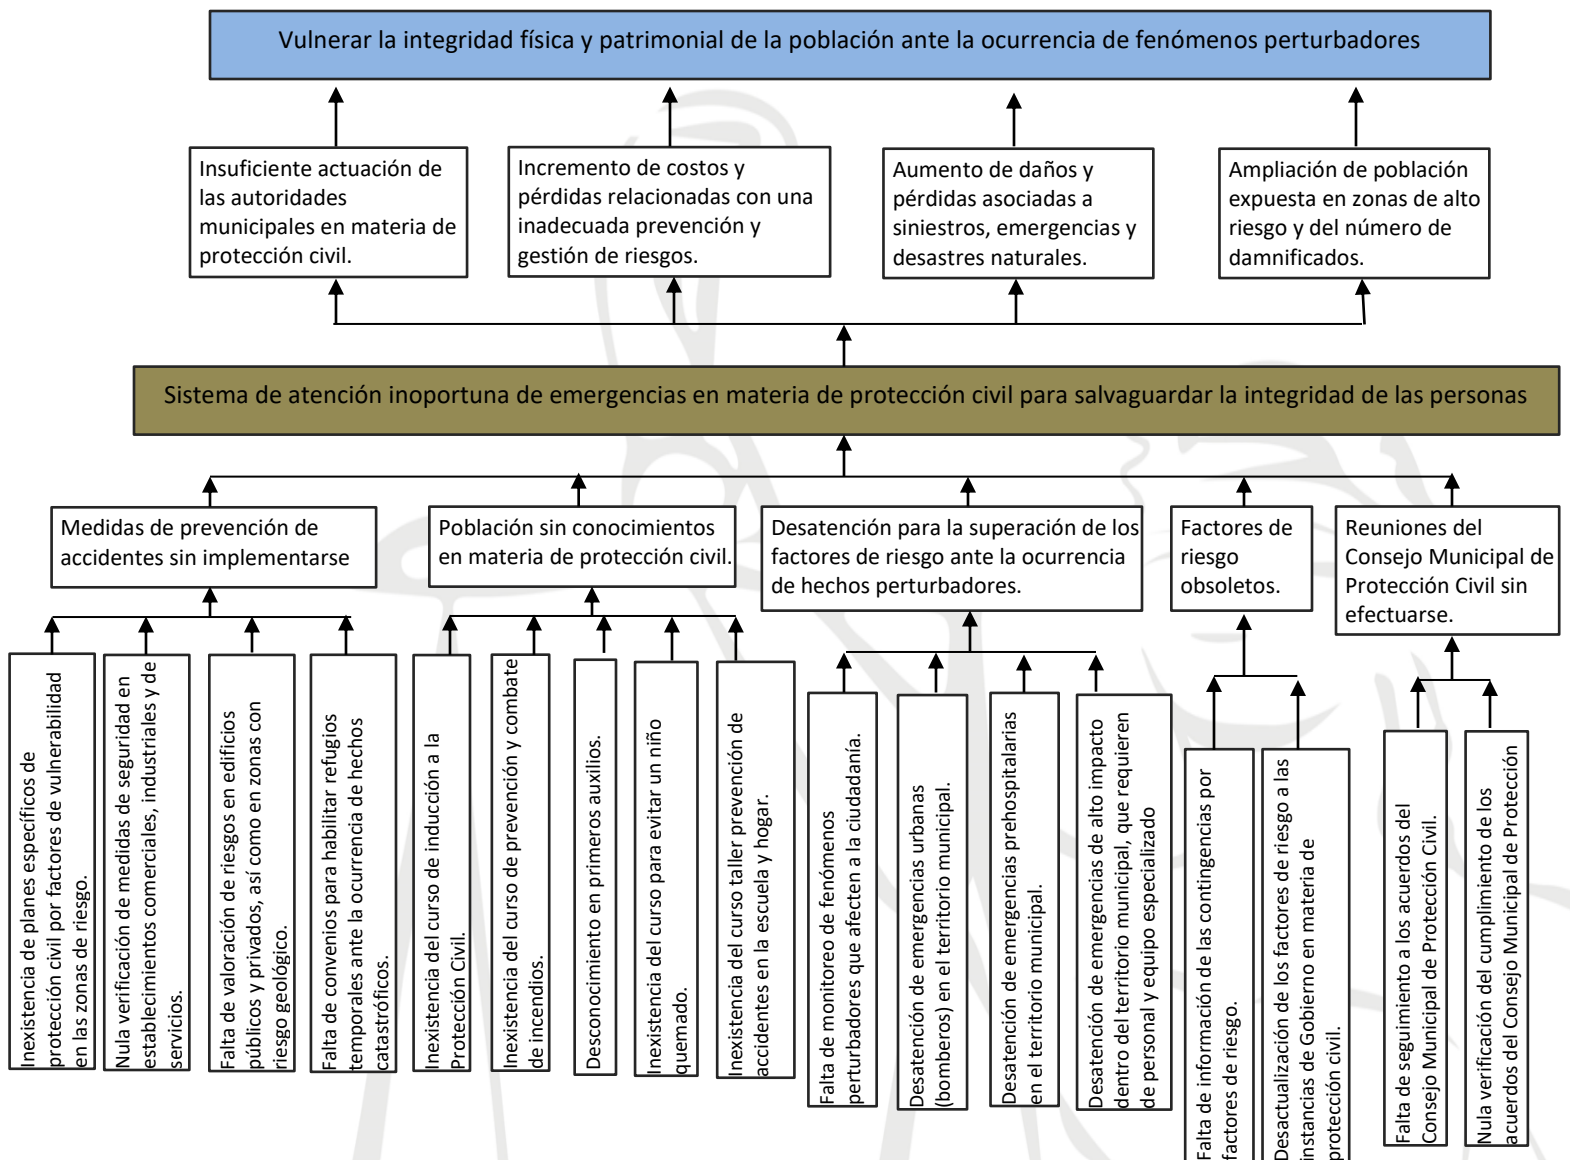 Vulnerar la integridad física y patrimonial de la población ante la ocurrencia de fenómenos perturbadores
Insuficiente actuación de
las autoridades
municipales en materia de
protección civil.
Incremento de costos y
pérdidas relacionadas con una
inadecuada prevención y
gestión de riesgos.
Aumento de daños y
pérdidas asociadas a
siniestros, emergencias y
desastres naturales.
Ampliación de población
expuesta en zonas de alto
riesgo y del número de
damnificados.
Sistema de atención inoportuna de emergencias en materia de protección civil para salvaguardar la integridad de las personas
Medidas de prevención de
accidentes sin implementarse
Población sin conocimientos
en materia de protección civil.
Desatención para la superación de los
factores de riesgo ante la ocurrencia
de hechos perturbadores.
Factores de
riesgo
obsoletos.
Reuniones del
Consejo Municipal de
Protección Civil sin
efectuarse.
Inexistencia de planes específicos de
protección civil por factores de vulnerabilidad
en las zonas de riesgo.
Nula verificación de medidas de seguridad en
establecimientos comerciales, industriales y de
servicios.
Falta de valoración de riesgos en edificios
públicos y privados, así como en zonas con
riesgo geológico.
Falta de convenios para habilitar refugios
temporales ante la ocurrencia de hechos
catastróficos.
Inexistencia del curso de inducción a la
Protección Civil.
Inexistencia del curso de prevención y combate
de incendios.
Desconocimiento en primeros auxilios.
Inexistencia del curso para evitar un niño
quemado.
Inexistencia del curso taller prevención de
accidentes en la escuela y hogar.
Falta de monitoreo de fenómenos
perturbadores que afecten a la ciudadanía.
Desatención de emergencias urbanas
(bomberos) en el territorio municipal.
Desatención de emergencias prehospitalarias
en el territorio municipal.
Desatención de emergencias de alto impacto
dentro del territorio municipal, que requieren
de personal y equipo especializado
Falta de información de las contingencias por
factores de riesgo.
Desactualización de los factores de riesgo a las
instancias de Gobierno en materia de
protección civil.
Falta de seguimiento a los acuerdos del
Consejo Municipal de Protección Civil.
Nula verificación del cumplimiento de los
acuerdos del Consejo Municipal de Protección